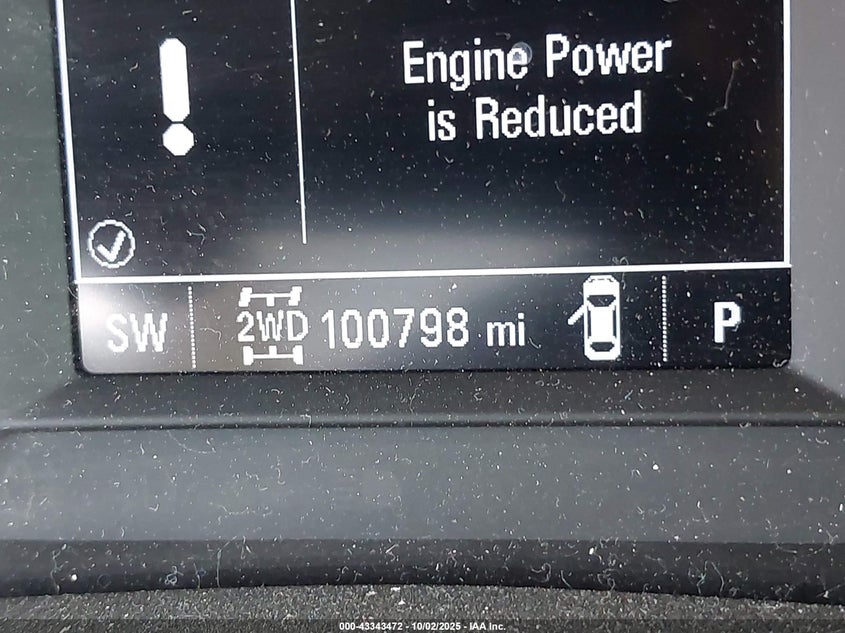 Engine Power
is Reduced
SW 2WD 100798 mi P
000-43343472 - 10/02/2025 - IAA Inc.